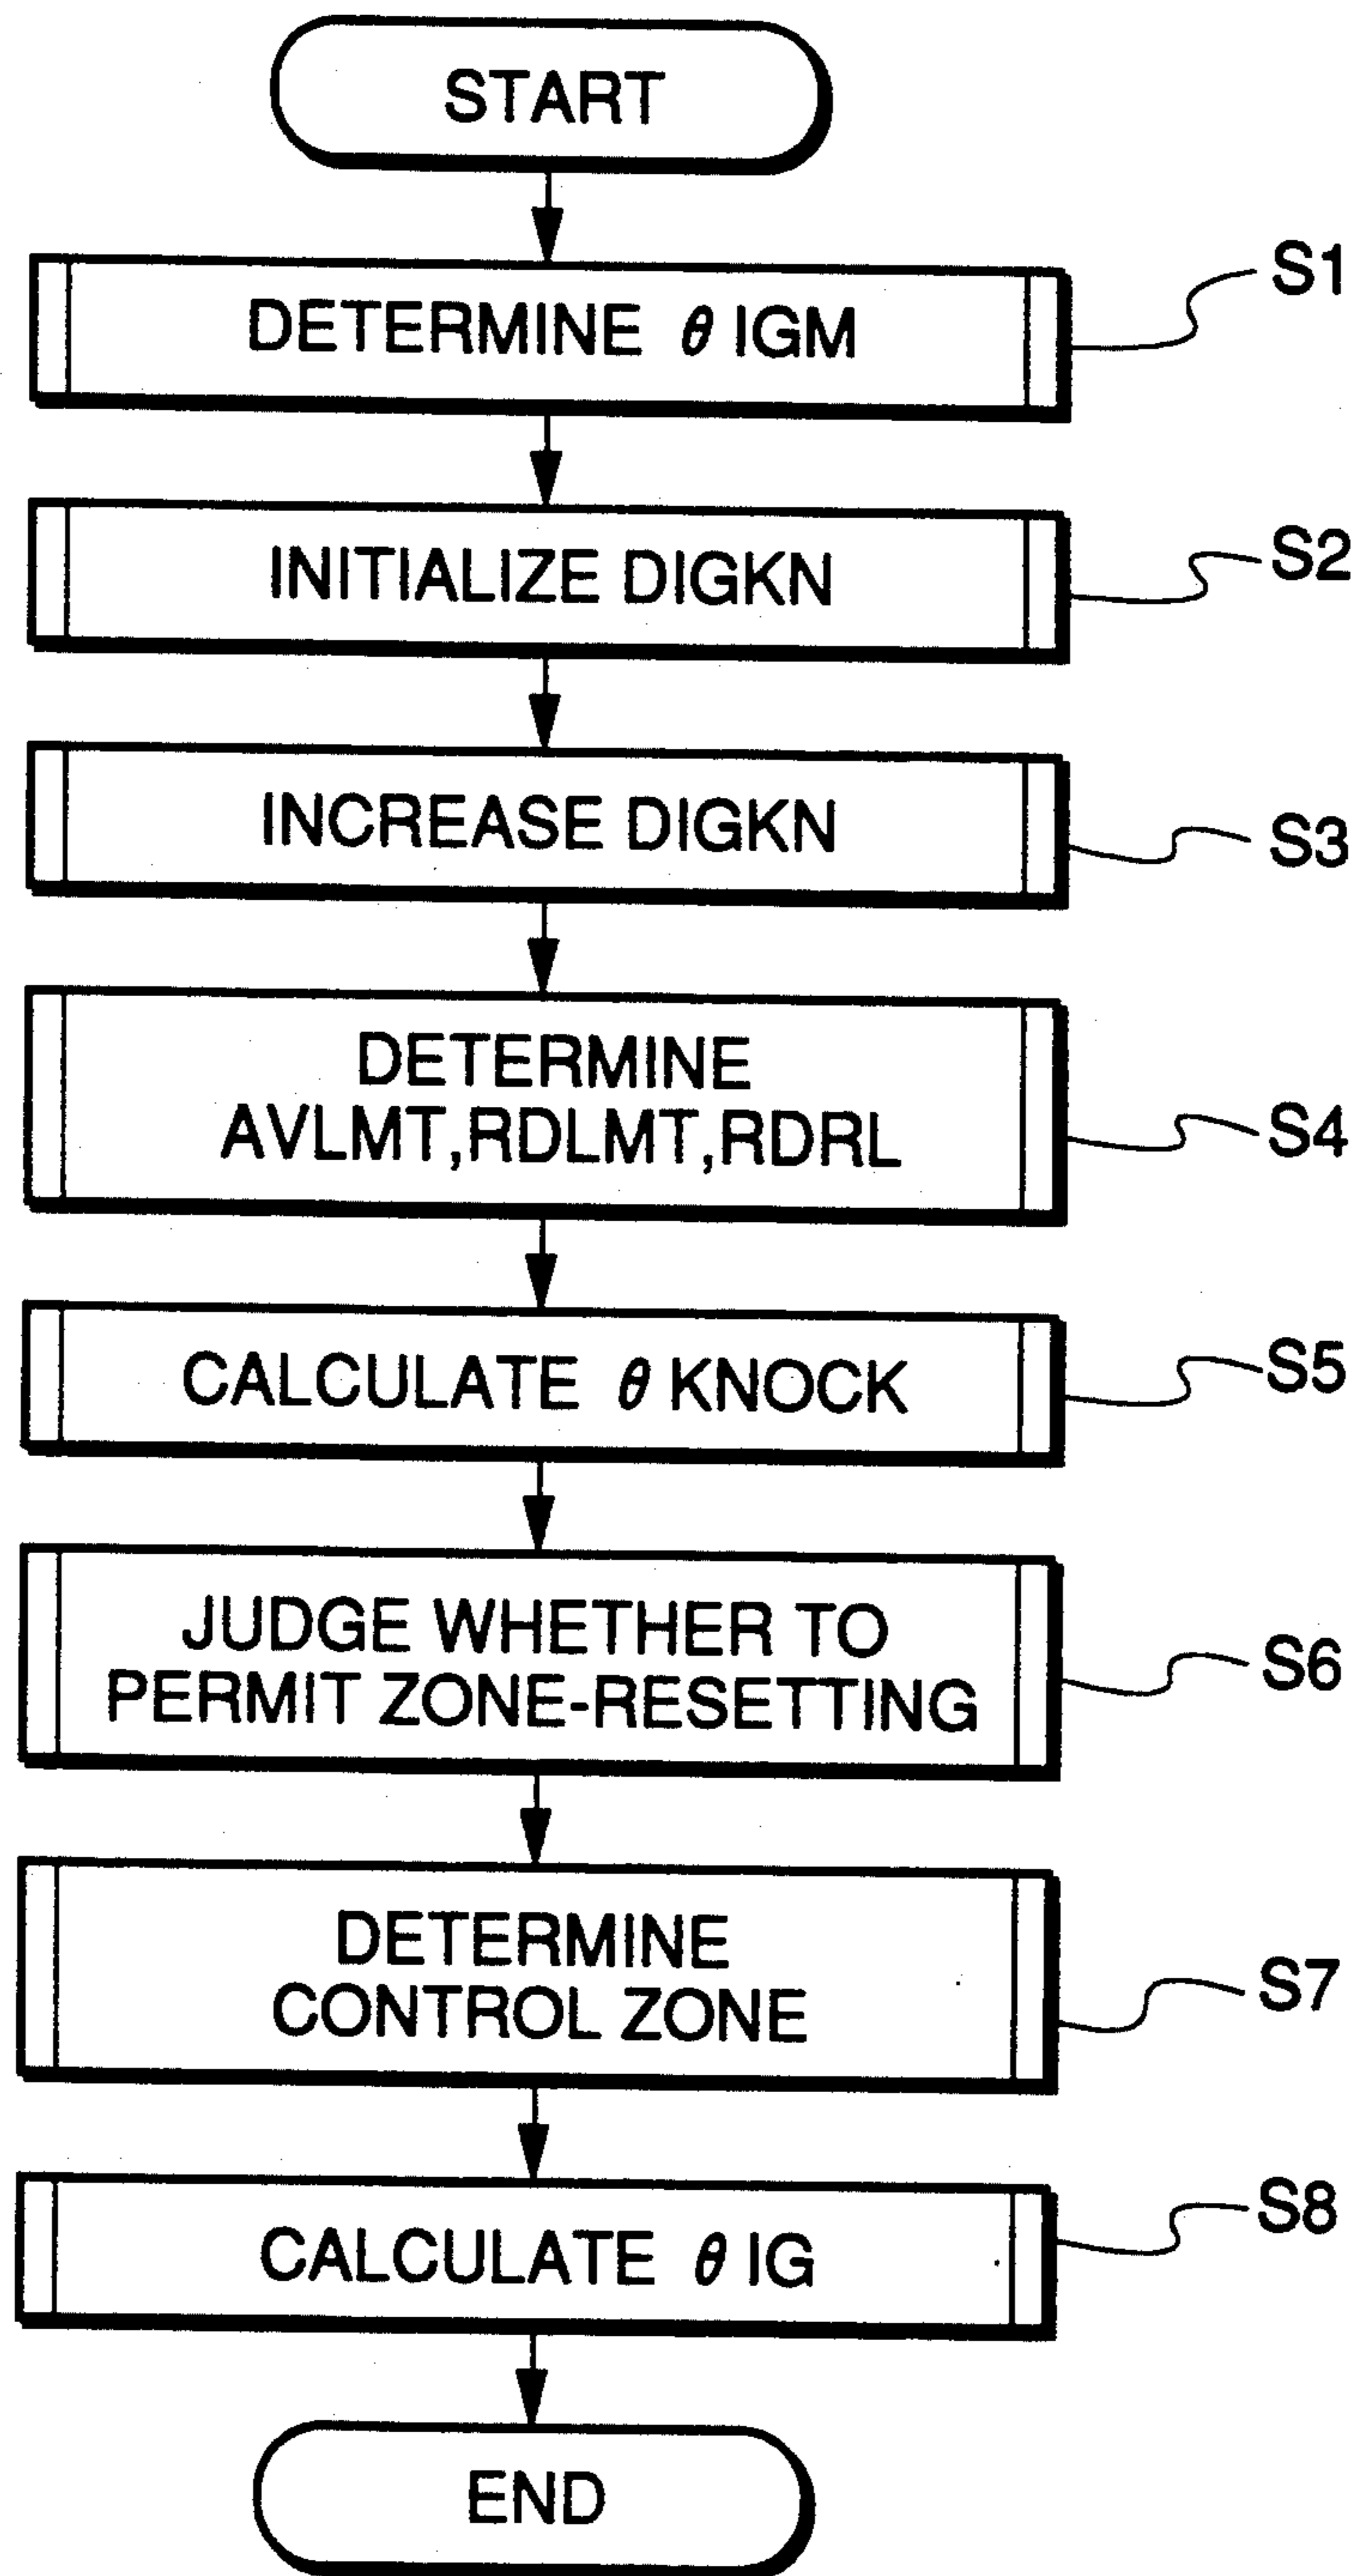 START
DETERMINE θ IGM
S1
INITIALIZE DIGKN
S2
INCREASE DIGKN
S3
DETERMINE
AVLMT,RDLMT,RDRL
S4
CALCULATE θ KNOCK
S5
JUDGE WHETHER TO
PERMIT ZONE-RESETTING
S6
DETERMINE
CONTROL ZONE
S7
CALCULATE θ IG
S8
END